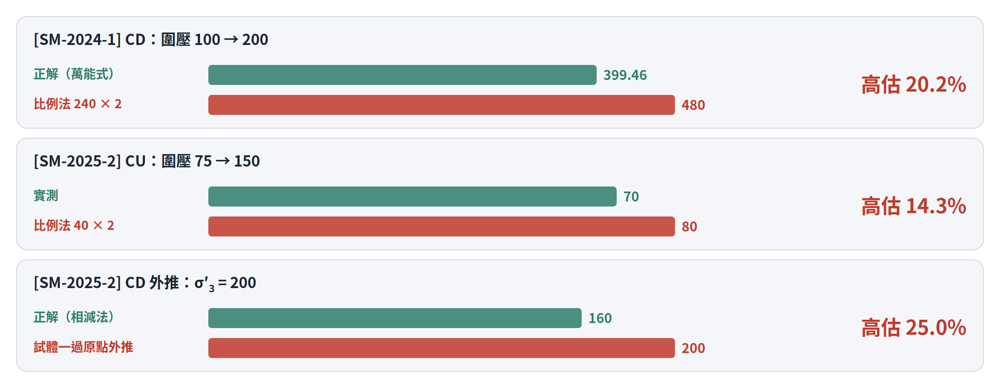 [SM-2024-1] CD：圍壓 100 → 200
正解（萬能式）
399.46
比例法 240 × 2
480
高估 20.2%
[SM-2025-2] CU：圍壓 75 → 150
實測
70
比例法 40 × 2
80
高估 14.3%
[SM-2025-2] CD 外推：σ′₃ = 200
正解（相減法）
160
試體一過原點外推
200
高估 25.0%